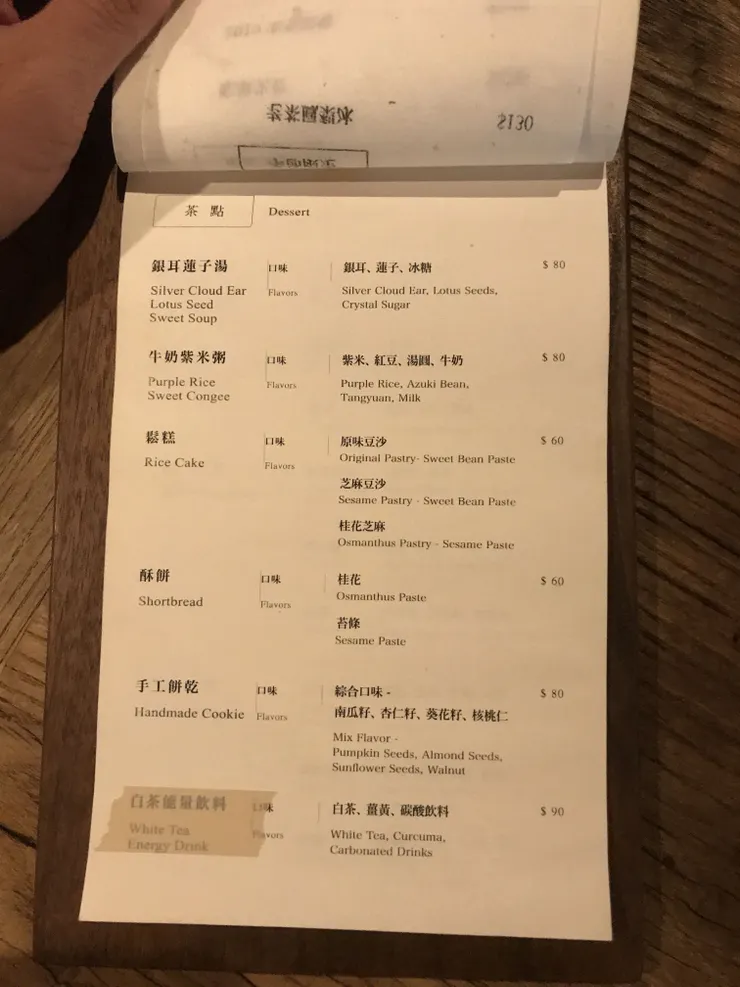 $130
茶點 Dessert
銀耳蓮子湯 口味 銀耳、蓮子、冰糖 $ 80
Silver Cloud Ear Flavors Silver Cloud Ear, Lotus Seeds,
Lotus Seed Crystal Sugar
Sweet Soup
牛奶紫米粥 口味 紫米、紅豆、湯圓、牛奶 $ 80
Purple Rice Flavors Purple Rice, Azuki Bean,
Sweet Congee Tangyuan, Milk
鬆糕 口味 原味豆沙 $ 60
Rice Cake Flavors Original Pastry- Sweet Bean Paste
芝麻豆沙
Sesame Pastry - Sweet Bean Paste
桂花芝麻
Osmanthus Pastry - Sesame Paste
酥餅 口味 桂花 $ 60
Shortbread Flavors Osmanthus Paste
苔條
Sesame Paste
手工餅乾 口味 綜合口味 - $ 80
南瓜籽、杏仁籽、葵花籽、核桃仁
Handmade Cookie Flavors Mix Flavor -
Pumpkin Seeds, Almond Seeds,
Sunflower Seeds, Walnut
白茶能量飲料 口味 白茶、薑黃、碳酸飲料 $ 90
White Tea Flavors White Tea, Curcuma,
Energy Drink Carbonated Drinks